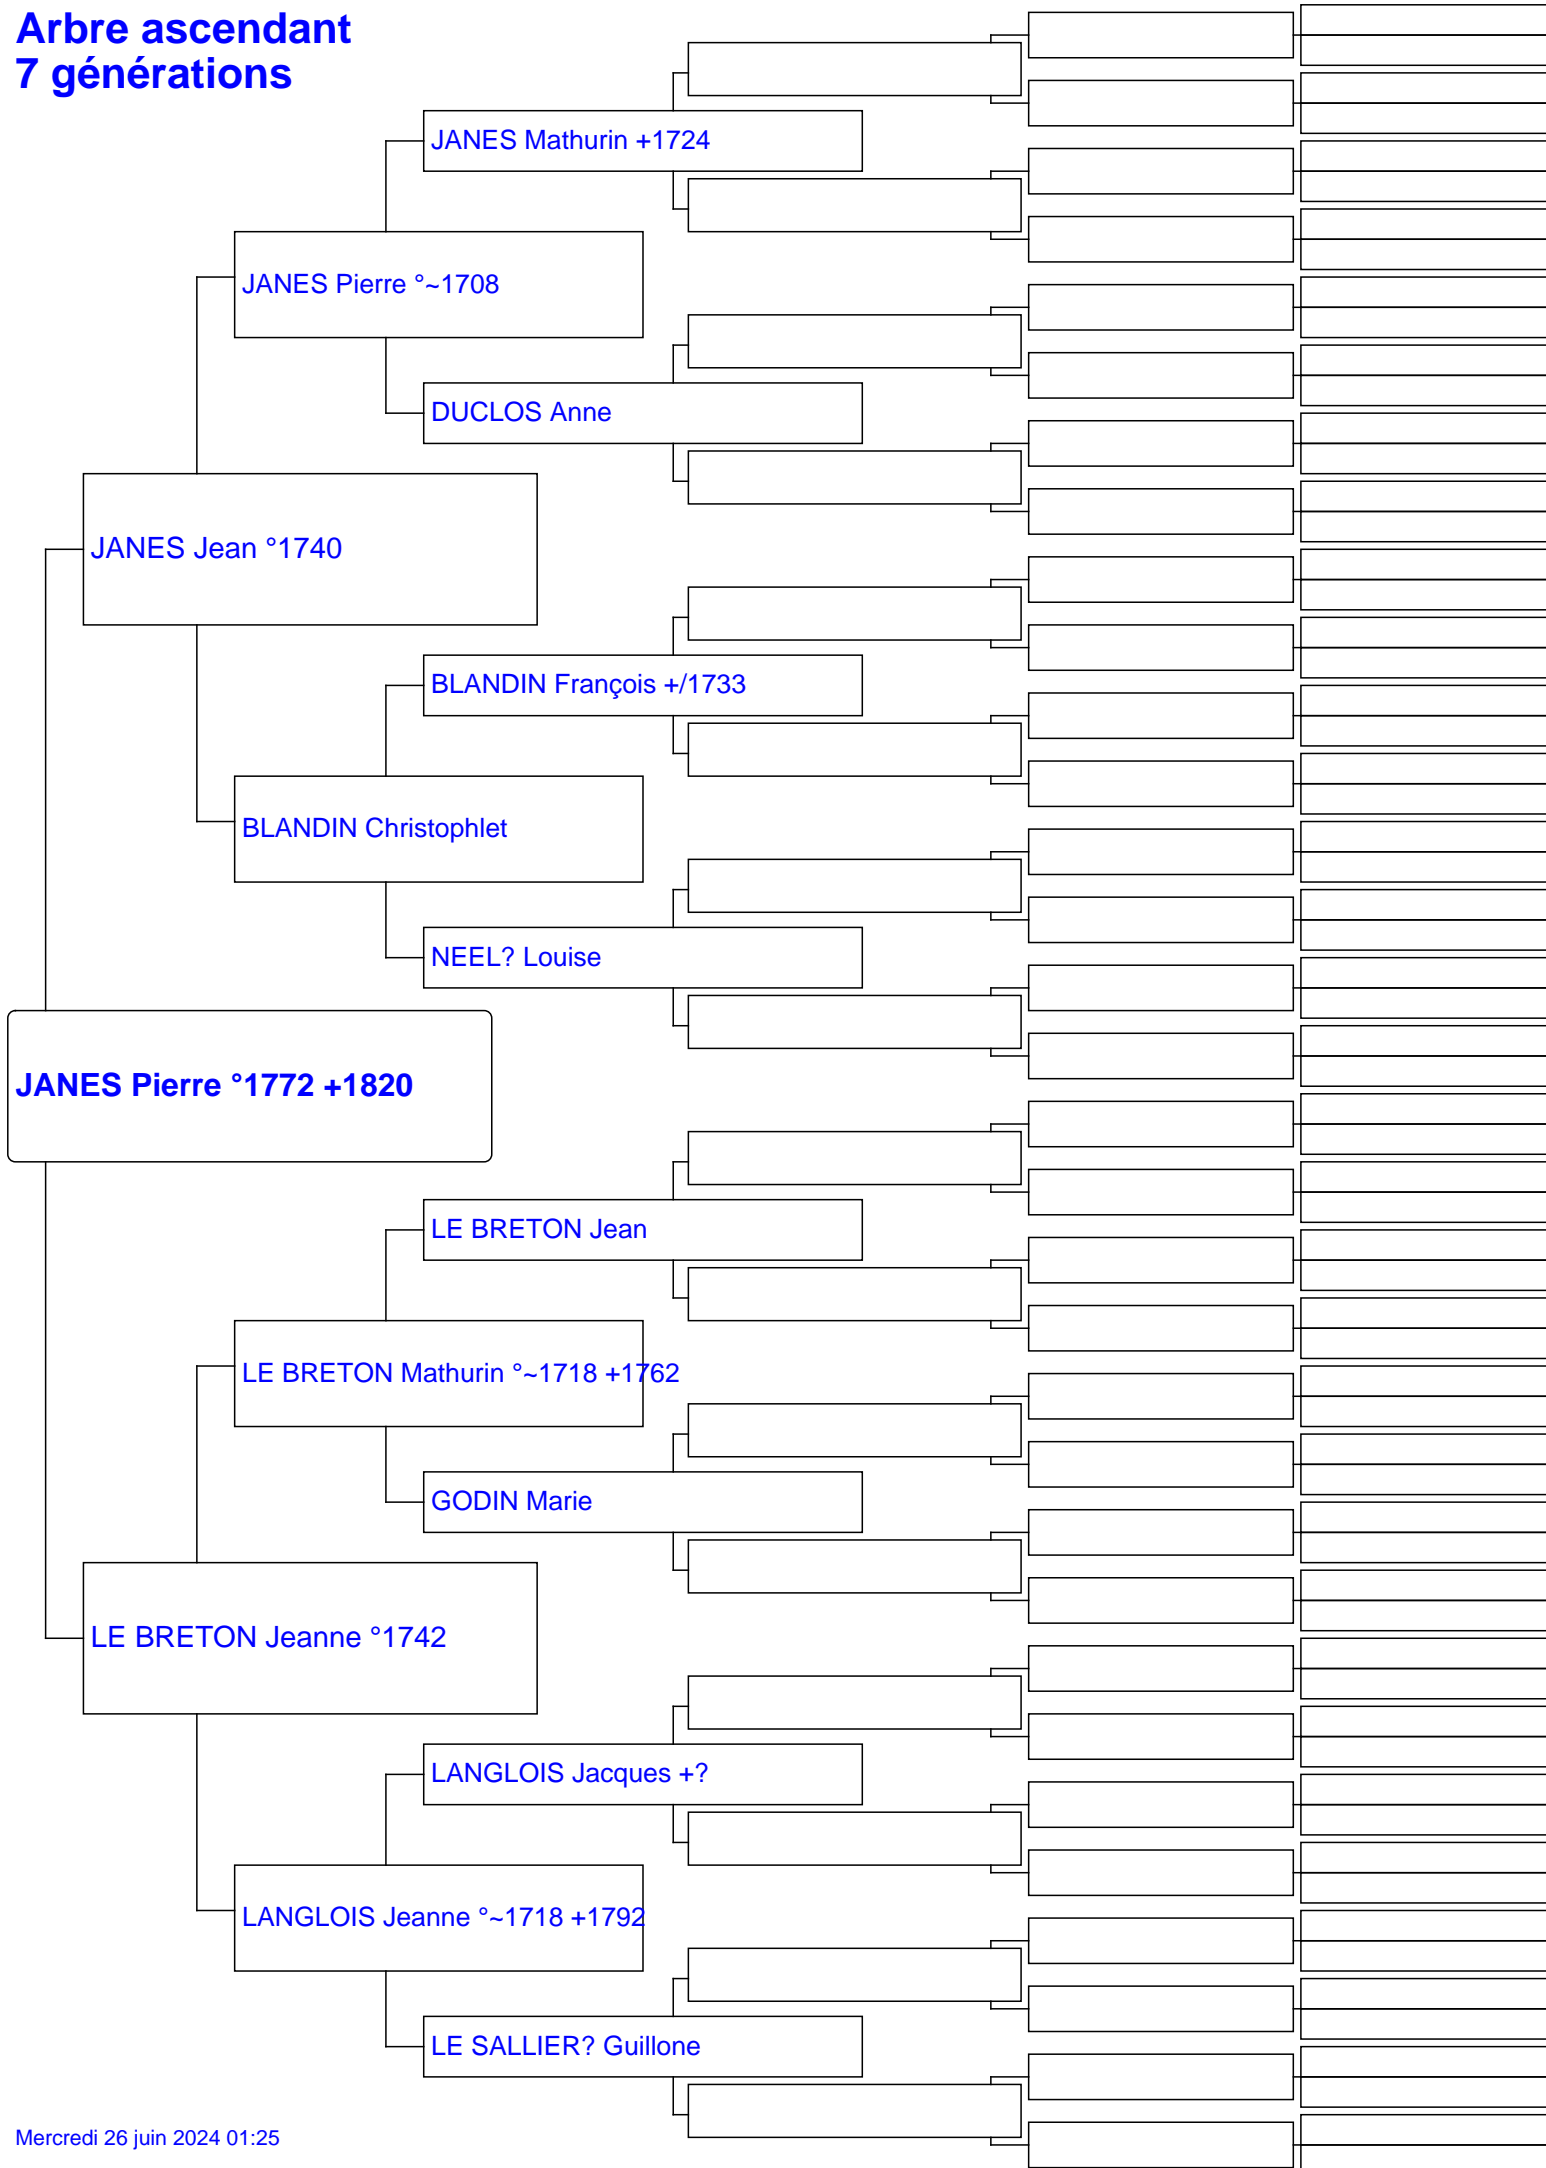 Arbre ascendant
7 générations
JANES Mathurin +1724
JANES Pierre °~1708
DUCLOS Anne
JANES Jean °1740
BLANDIN François +/1733
BLANDIN Christophlet
NEEL? Louise
JANES Pierre °1772 +1820
LE BRETON Jean
LE BRETON Mathurin °~1718 +1762
GODIN Marie
LE BRETON Jeanne °1742
LANGLOIS Jacques +?
LANGLOIS Jeanne °~1718 +1792
LE SALLIER? Guillone
Mercredi 26 juin 2024 01:25